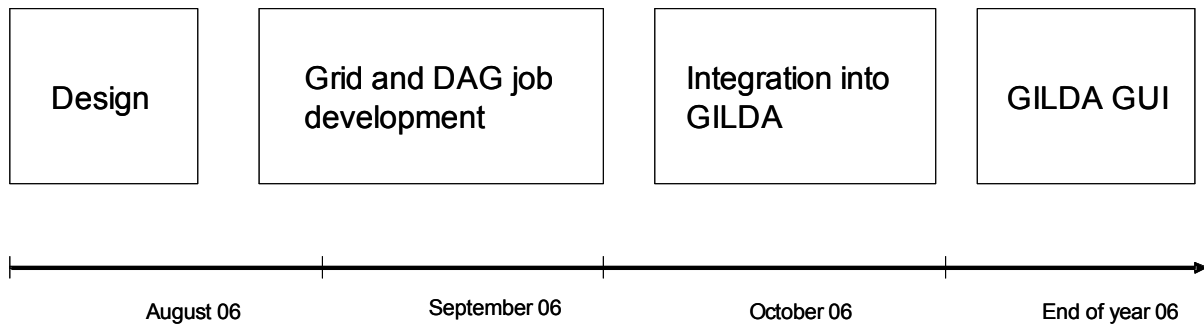 Design
Grid and DAG job
development
Integration into
GILDA
GILDA GUI
August 06
September 06
October 06
End of year 06